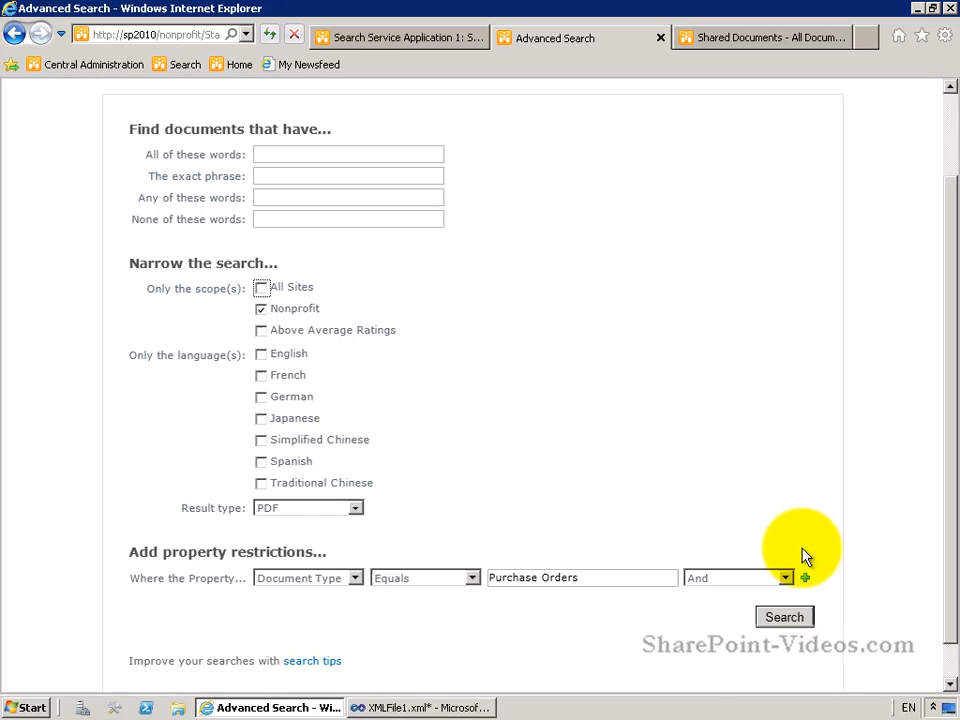 Advanced Search - Windows Internet Explorer
http://sp2010/nonprofit/Sta
Search Service Application 1: S...
Advanced Search
Shared Documents - All Docum...
Central Administration
Search
Home
My Newsfeed
Find documents that have...
All of these words:
The exact phrase:
Any of these words:
None of these words:
Narrow the search...
Only the scope(s):
All Sites
Nonprofit
Above Average Ratings
Only the language(s):
English
French
German
Japanese
Simplified Chinese
Spanish
Traditional Chinese
Result type: PDF
Add property restrictions...
Where the Property... Document Type Equals Purchase Orders And
Search
SharePoint-Videos.com
Improve your searches with search tips
Start
Advanced Search - Wi...
XMLFile1.xml* - Microsof...
EN